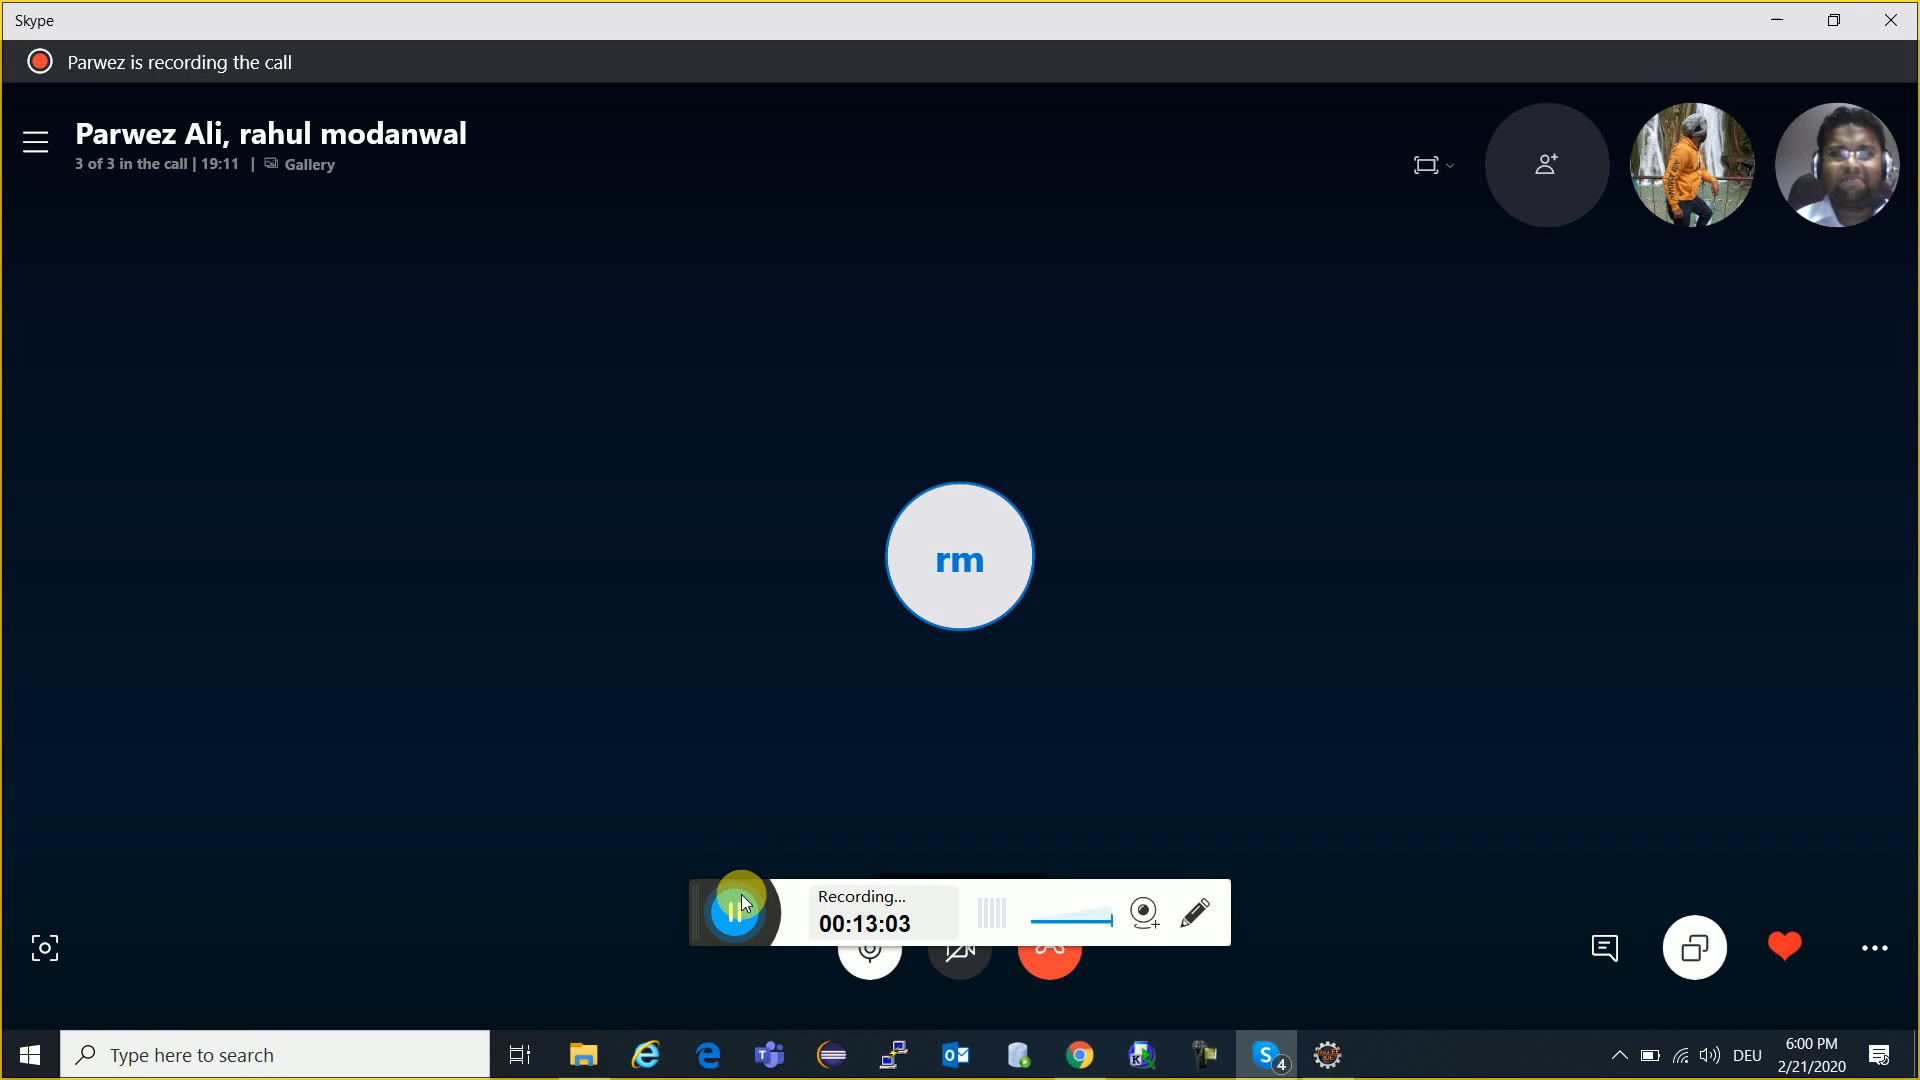 Skype
Parwez is recording the call
Parwez Ali, rahul modanwal
3 of 3 in the call | 19:11 | Gallery
rm
Recording...
00:13:03
Type here to search
S
4
DEU
6:00 PM
2/21/2020